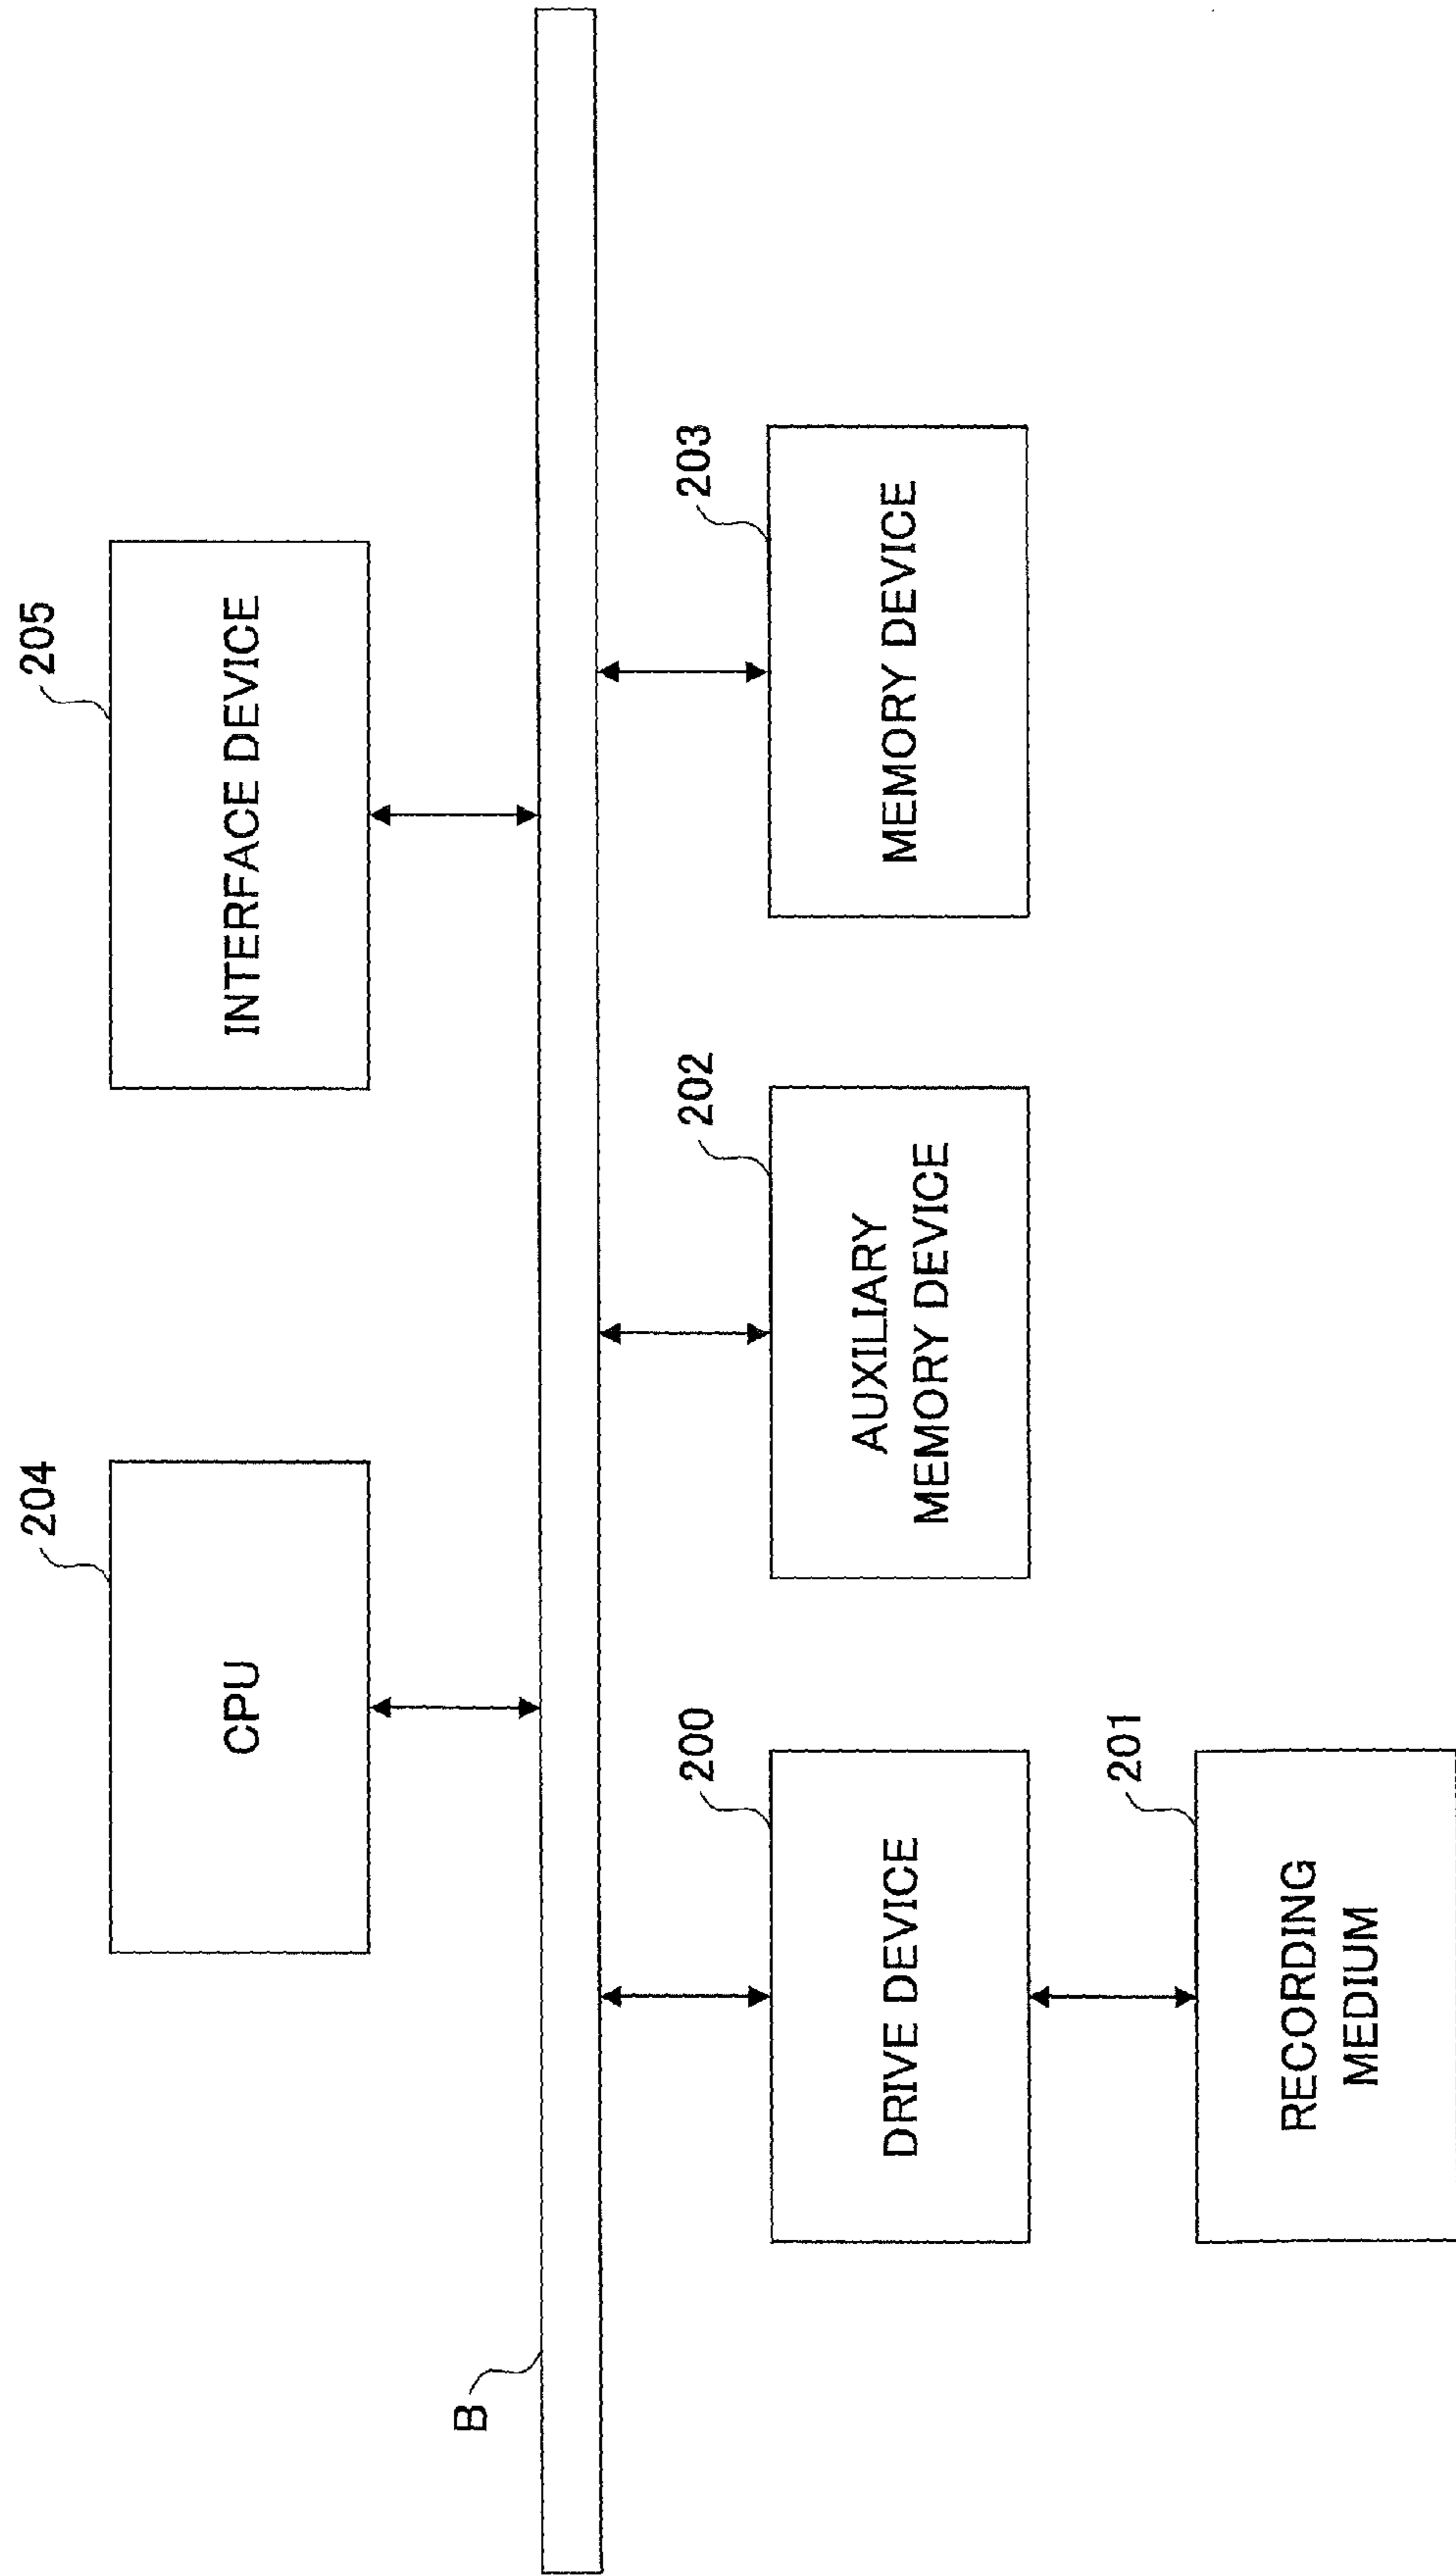 204
CPU
205
INTERFACE DEVICE
B
200
DRIVE DEVICE
202
AUXILIARY
MEMORY DEVICE
203
MEMORY DEVICE
201
RECORDING
MEDIUM